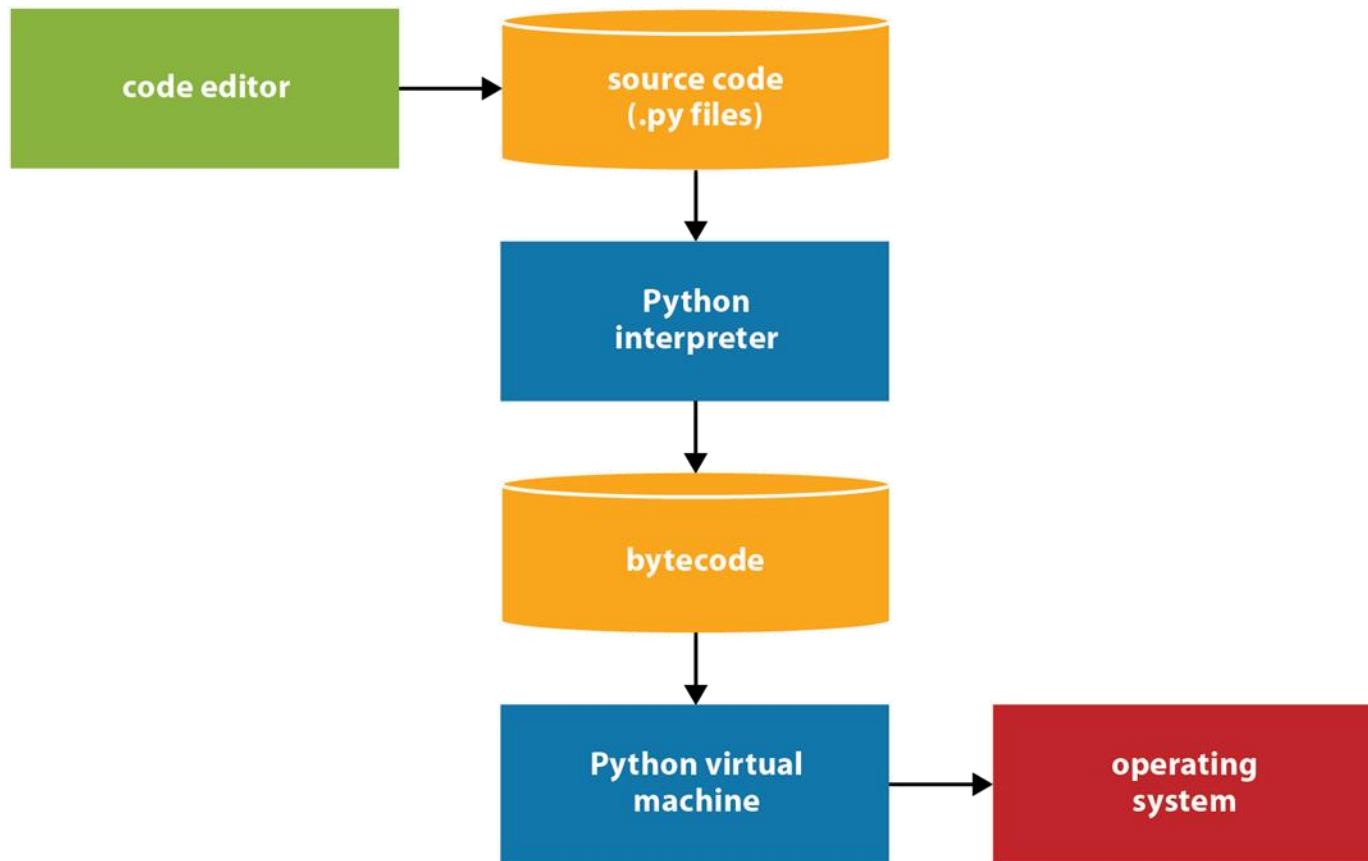 code editor
source code
(.py files)
Python
interpreter
bytecode
Python virtual
machine
operating
system